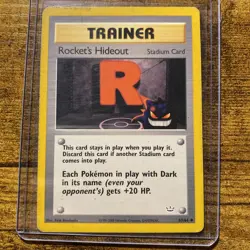 TRAINER
Rocket's Hideout
Stadium Card
R
This card stays in play when you play it.
Discard this card if another Stadium card
comes into play.
Each Pokémon in play with Dark
in its name (even your
opponent's) gets +20 HP.